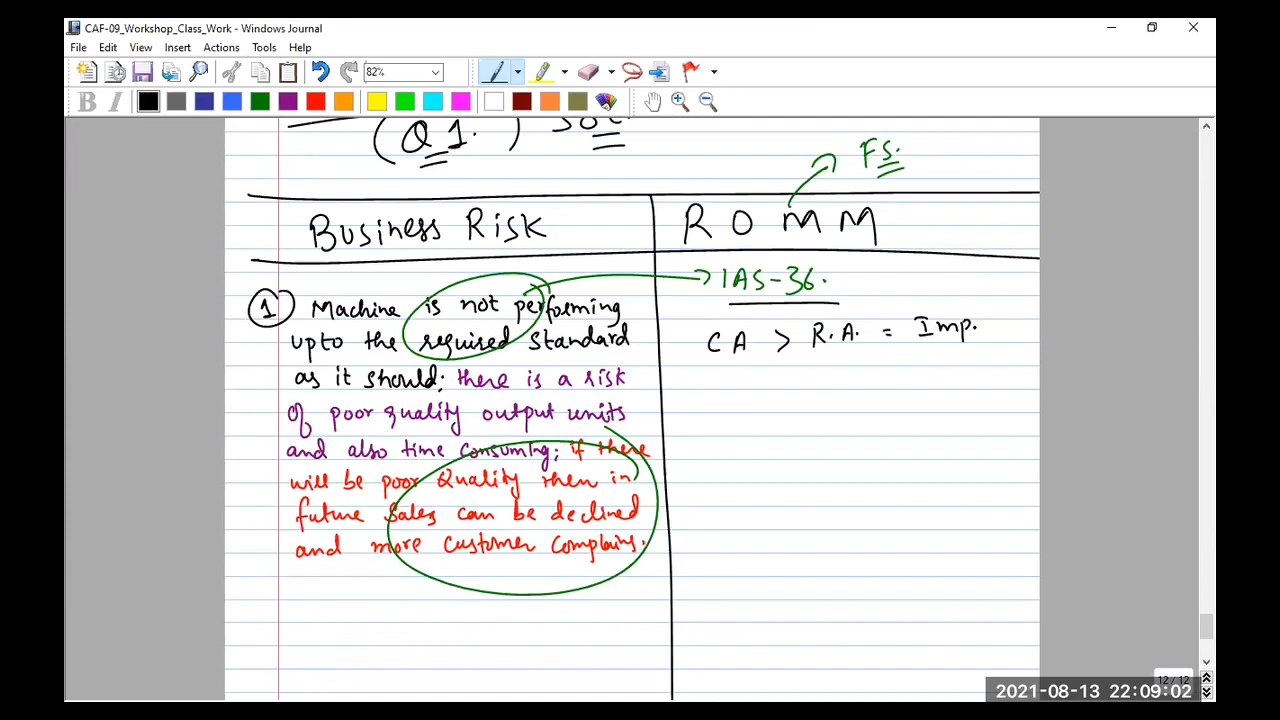 CAF-09_Workshop_Class_Work - Windows Journal
File Edit View Insert Actions Tools Help
82%
B I
(Q1.) Sol
FS.
Business Risk
ROMM
IAS-36.
① Machine is not performing
upto the required standard
CA > R.A. = Imp.
as it should; there is a risk
of poor quality output units
and also time consuming; if there
will be poor Quality then in
future Sales can be declined
and more customer complains.
12 / 12
2021-08-13 22:09:02